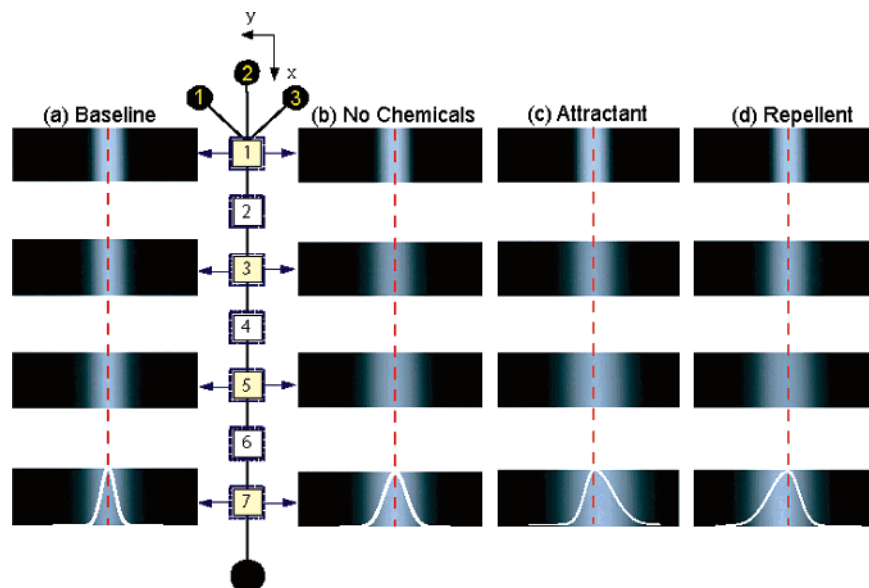 y
x
2
1
3
(a) Baseline
(b) No Chemicals
(c) Attractant
(d) Repellent
1
2
3
4
5
6
7